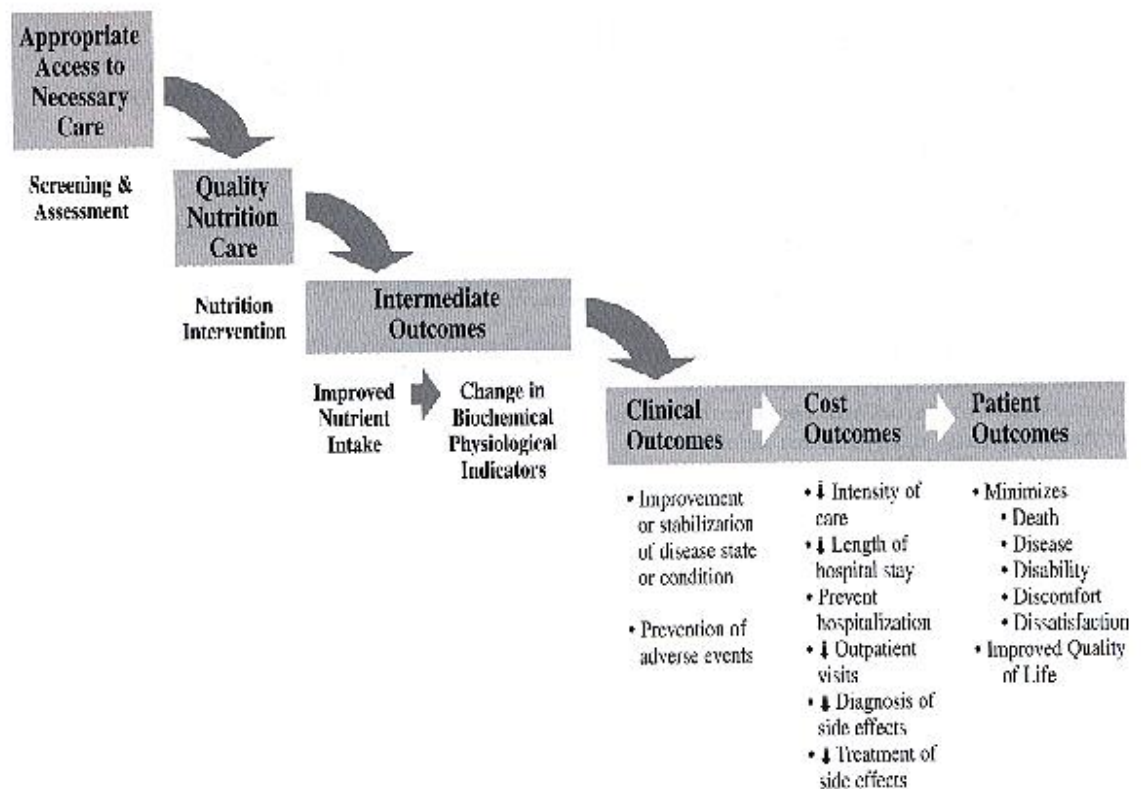 Appropriate
Access to
Necessary
Care
Screening &
Assessment
Quality
Nutrition
Care
Nutrition
Intervention
Intermediate
Outcomes
Improved
Nutrient
Intake
Change in
Biochemical
Physiological
Indicators
Clinical
Outcomes
• Improvement
or stabilization
of disease state
or condition
• Prevention of
adverse events
Cost
Outcomes
• ⬇ Intensity of
care
• ⬇ Length of
hospital stay
• Prevent
hospitalization
• ⬇ Outpatient
visits
• ⬇ Diagnosis of
side effects
• ⬇ Treatment of
side effects
Patient
Outcomes
• Minimizes
• Death
• Disease
• Disability
• Discomfort
• Dissatisfaction
• Improved Quality
of Life